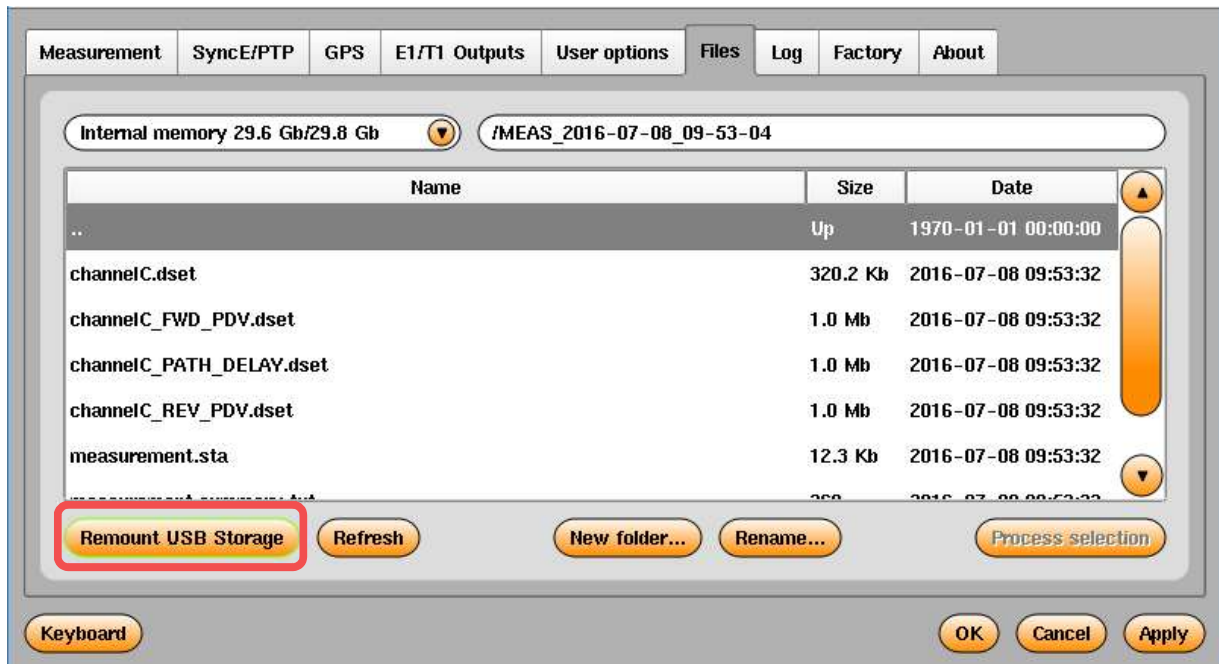 Measurement SyncE/PTP GPS E1/T1 Outputs User options Files Log Factory About
Internal memory 29.6 Gb/29.8 Gb /MEAS_2016-07-08_09-53-04
Name Size Date
.. Up 1970-01-01 00:00:00
channelC.dset 320.2 Kb 2016-07-08 09:53:32
channelC_FWD_PDV.dset 1.0 Mb 2016-07-08 09:53:32
channelC_PATH_DELAY.dset 1.0 Mb 2016-07-08 09:53:32
channelC_REV_PDV.dset 1.0 Mb 2016-07-08 09:53:32
measurement.sta 12.3 Kb 2016-07-08 09:53:32
Remount USB Storage Refresh New folder... Rename... Process selection
Keyboard OK Cancel Apply